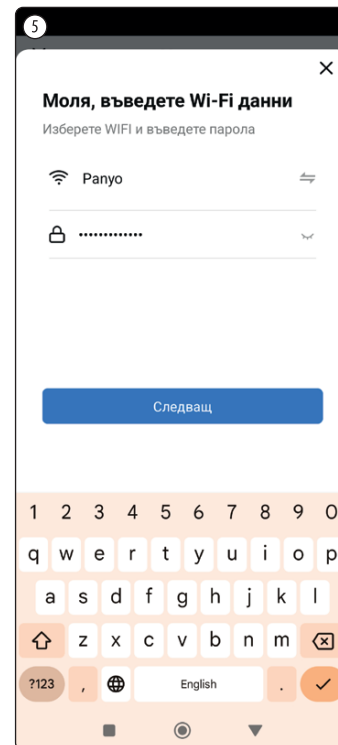 5
Моля, въведете Wi-Fi данни
Изберете WIFI и въведете парола
Panyo
•••••••••••••
Следващ
1 2 3 4 5 6 7 8 9 0
q w e r t y u i o p
a s d f g h j k l
z x c v b n m
?123 , English .